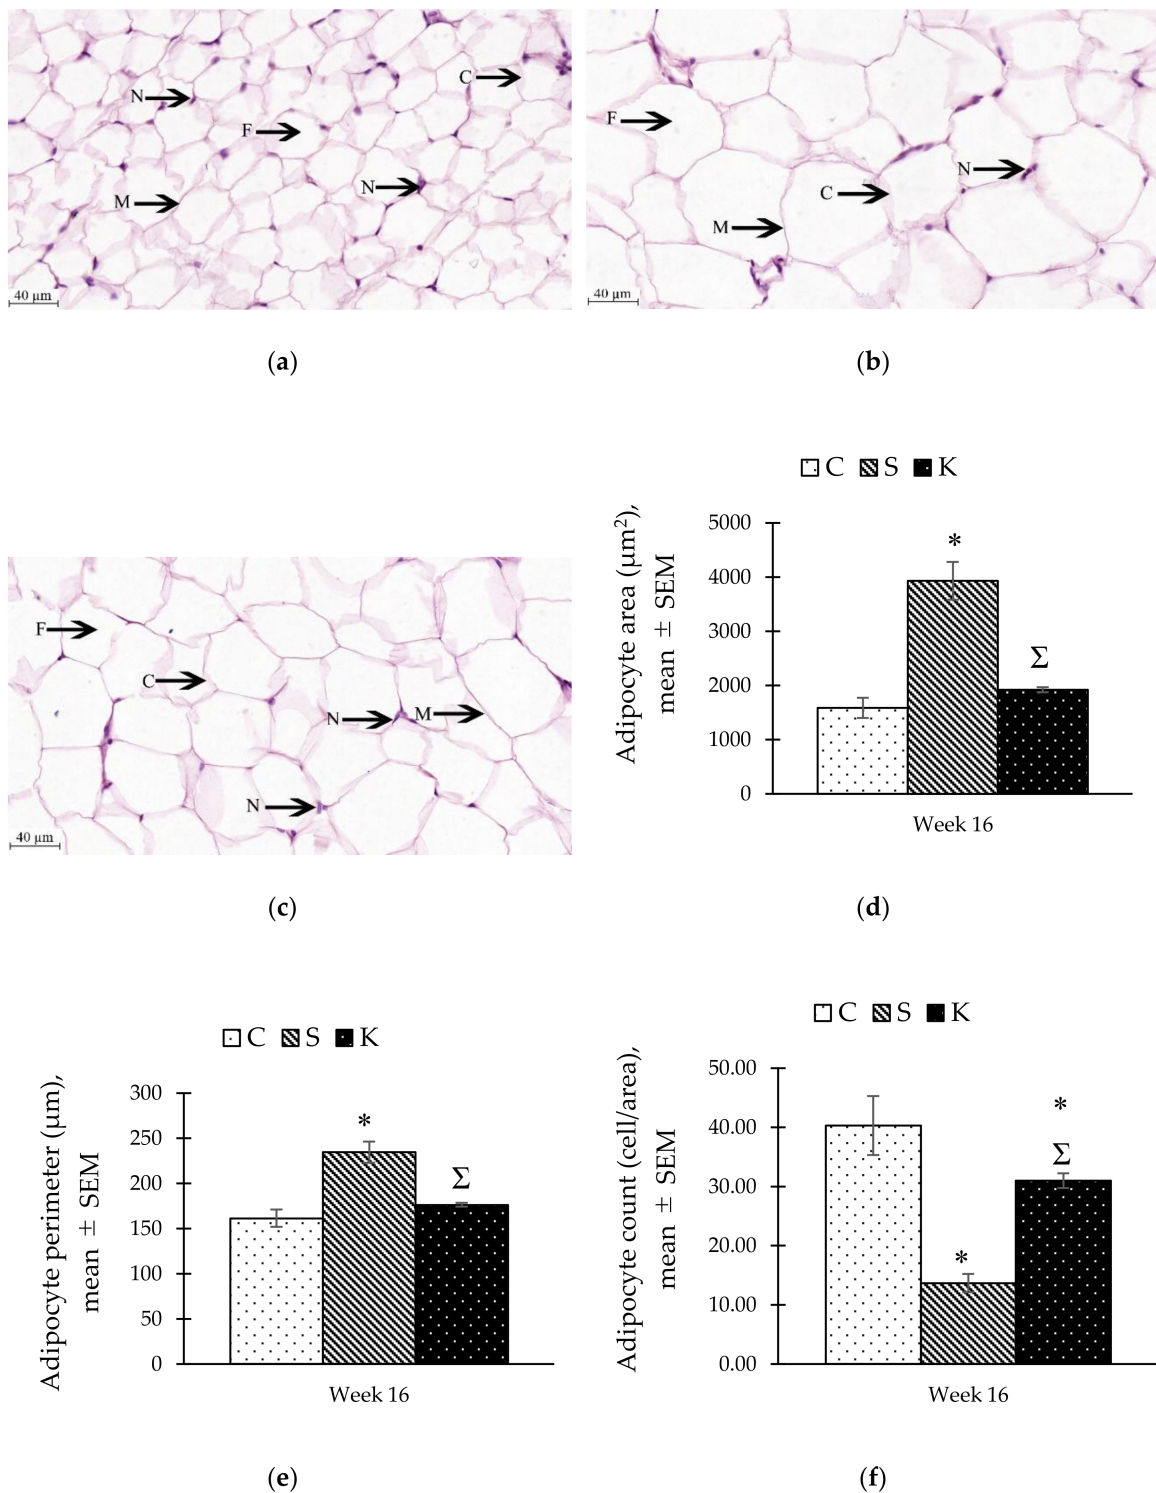 N
F
C
N
M
40 µm
(a)
F
N
C
M
40 µm
(b)
F
C
N
M
N
40 µm
(c)
C S K
Adipocyte area (µm²),
mean ± SEM
5000
4000
3000
2000
1000
0
*
Σ
Week 16
(d)
C S K
Adipocyte perimeter (µm),
mean ± SEM
300
250
200
150
100
50
0
*
Σ
Week 16
(e)
C S K
Adipocyte count (cell/area),
mean ± SEM
50.00
40.00
30.00
20.00
10.00
0.00
*
*
Σ
Week 16
(f)